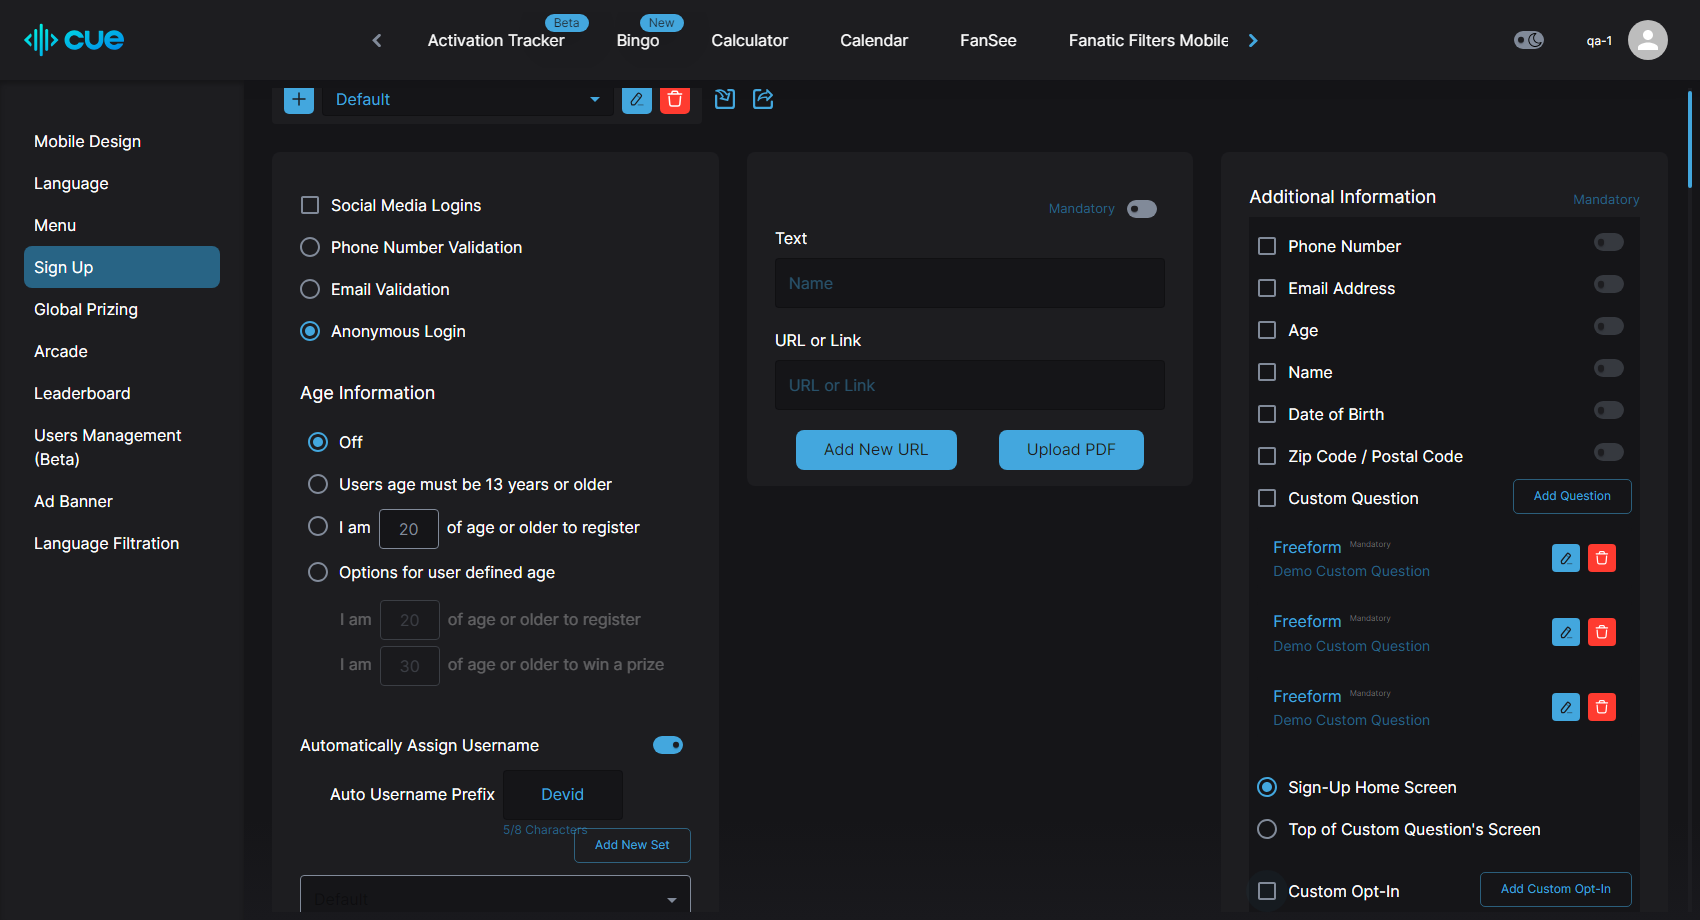 cue
Activation Tracker
Beta
Bingo
New
Calculator
Calendar
FanSee
Fanatic Filters Mobile
qa-1
Mobile Design
Language
Menu
Sign Up
Global Prizing
Arcade
Leaderboard
Users Management
(Beta)
Ad Banner
Language Filtration
Default
Social Media Logins
Phone Number Validation
Email Validation
Anonymous Login
Age Information
Off
Users age must be 13 years or older
I am 20 of age or older to register
Options for user defined age
I am 20 of age or older to register
I am 30 of age or older to win a prize
Automatically Assign Username
Auto Username Prefix Devid
5/8 Characters
Add New Set
Default
Mandatory
Text
Name
URL or Link
URL or Link
Add New URL
Upload PDF
Additional Information
Mandatory
Phone Number
Email Address
Age
Name
Date of Birth
Zip Code / Postal Code
Custom Question
Add Question
Freeform Mandatory
Demo Custom Question
Freeform Mandatory
Demo Custom Question
Freeform Mandatory
Demo Custom Question
Sign-Up Home Screen
Top of Custom Question's Screen
Custom Opt-In
Add Custom Opt-In